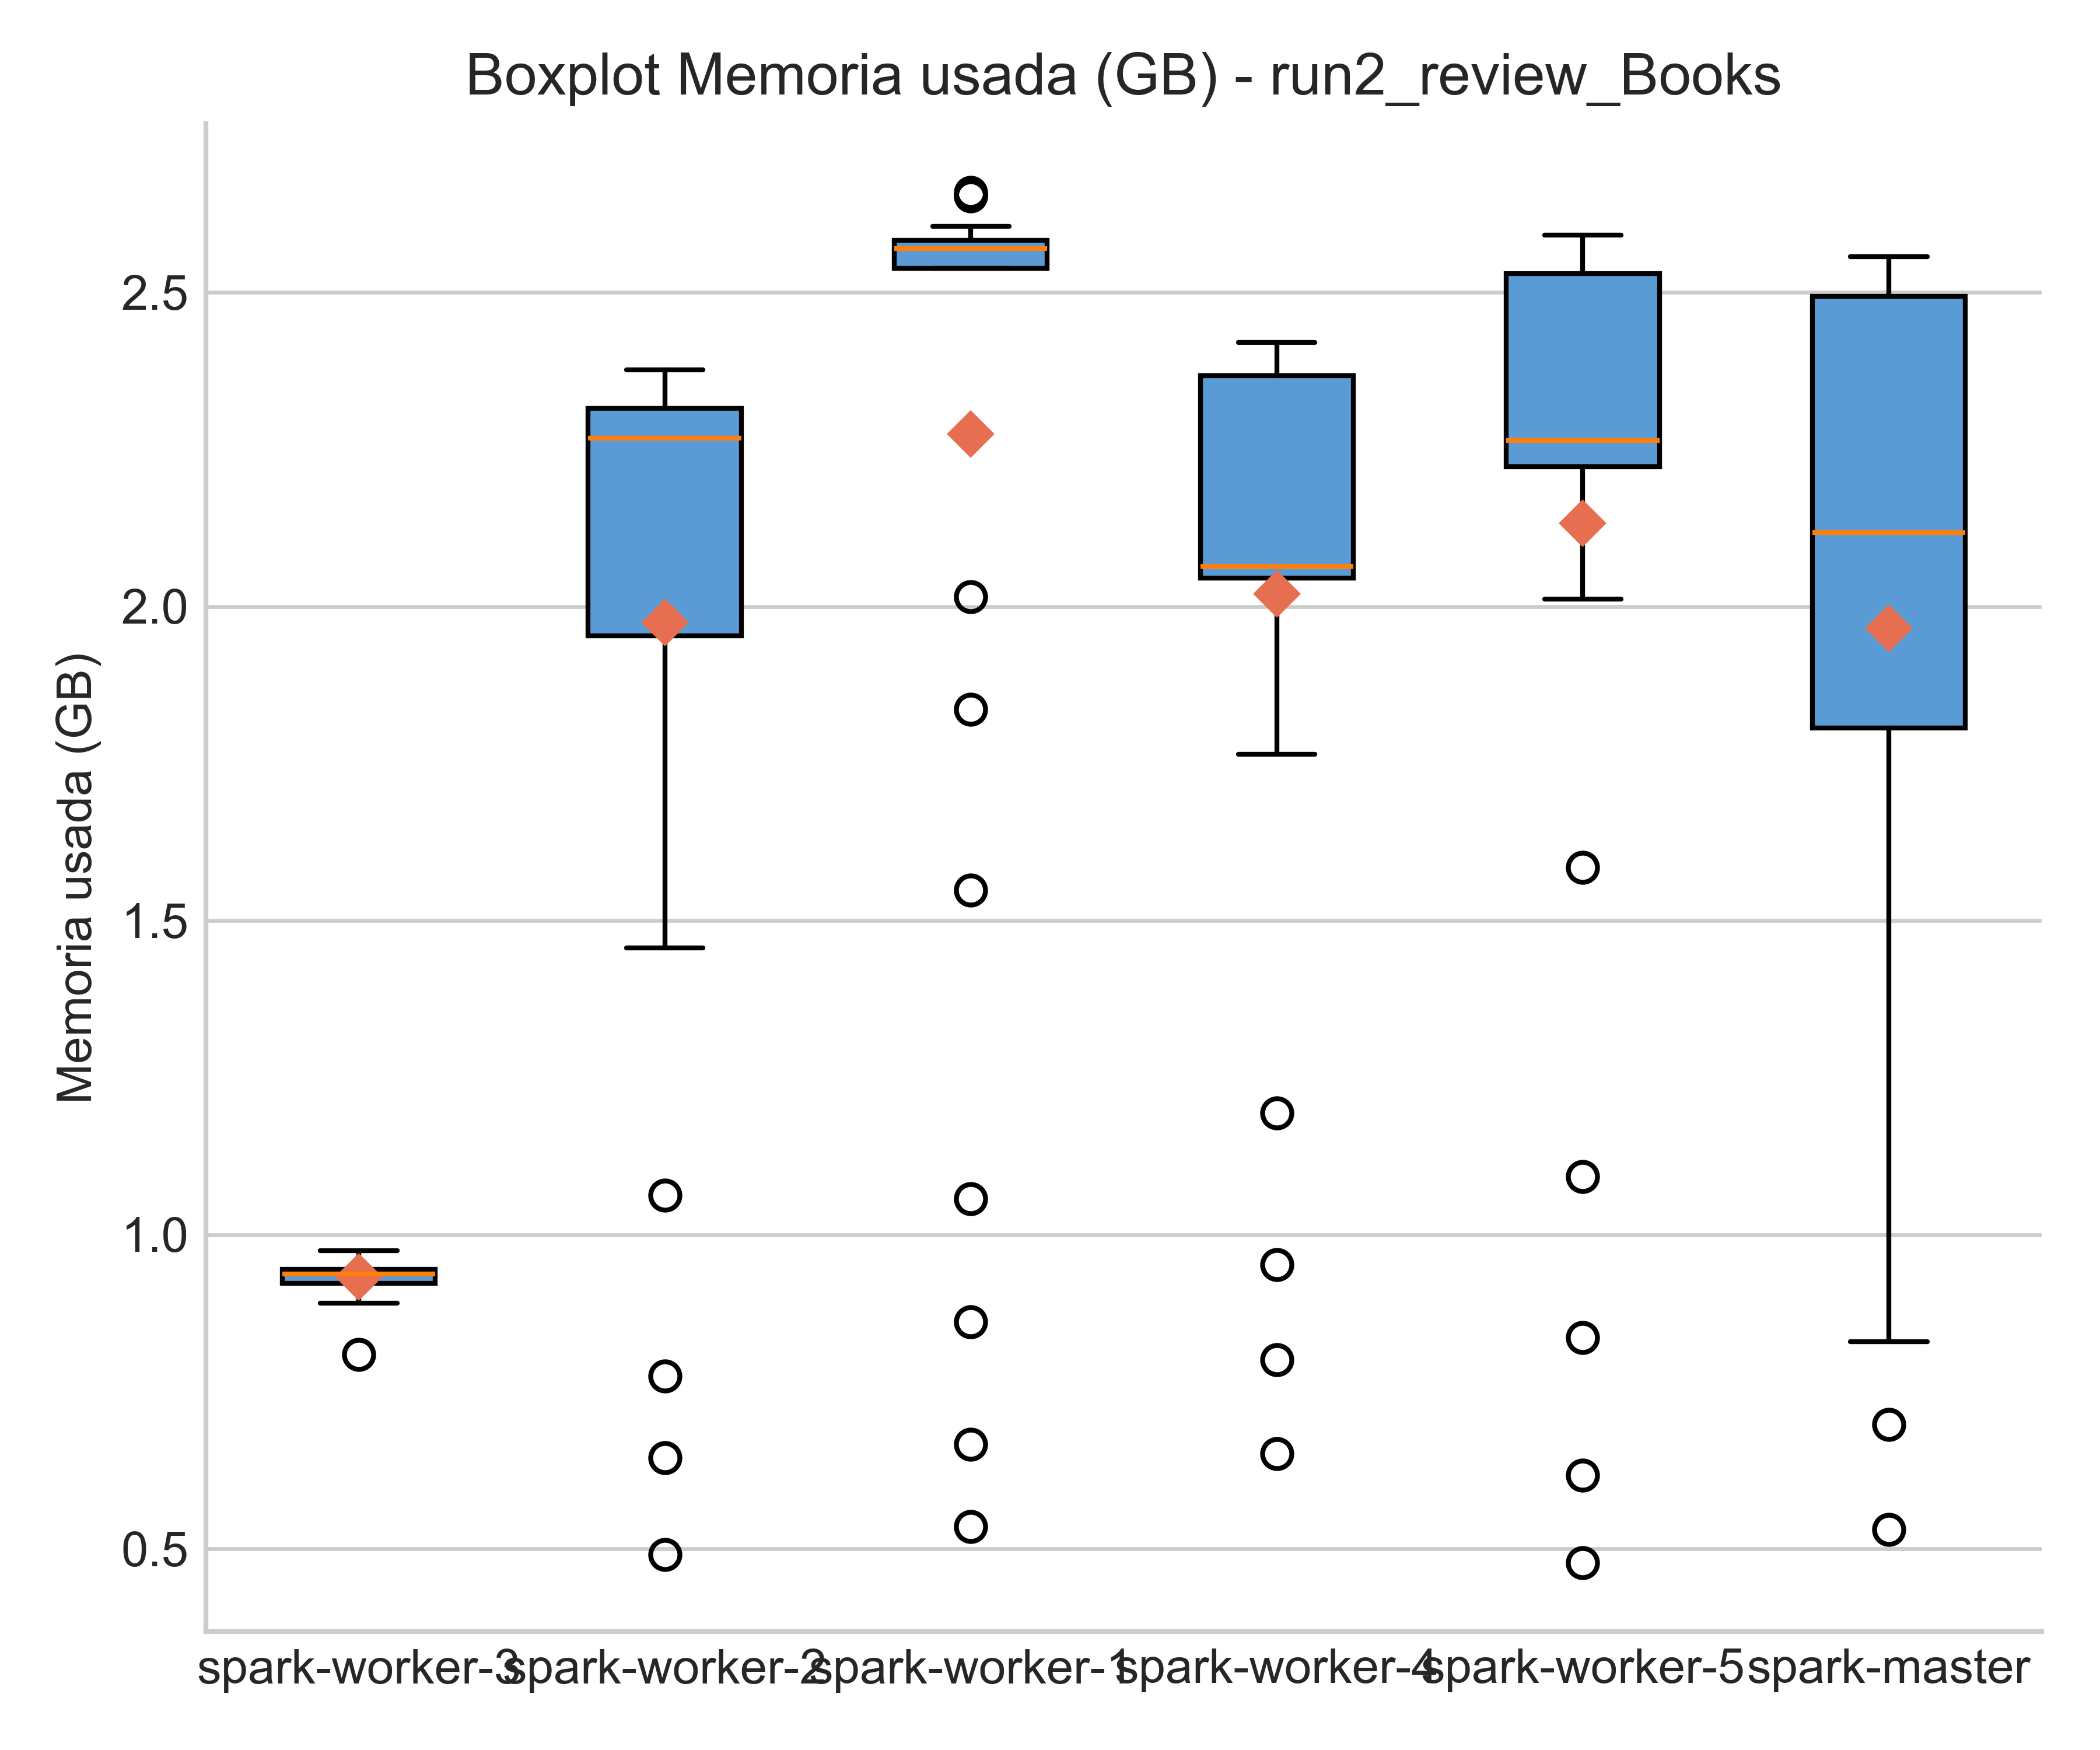 Boxplot Memoria usada (GB) - run2_review_Books
Memoria usada (GB)
2.5
2.0
1.5
1.0
0.5
spark-worker-3 spark-worker-2 spark-worker-1 spark-worker-4 spark-worker-5 spark-master